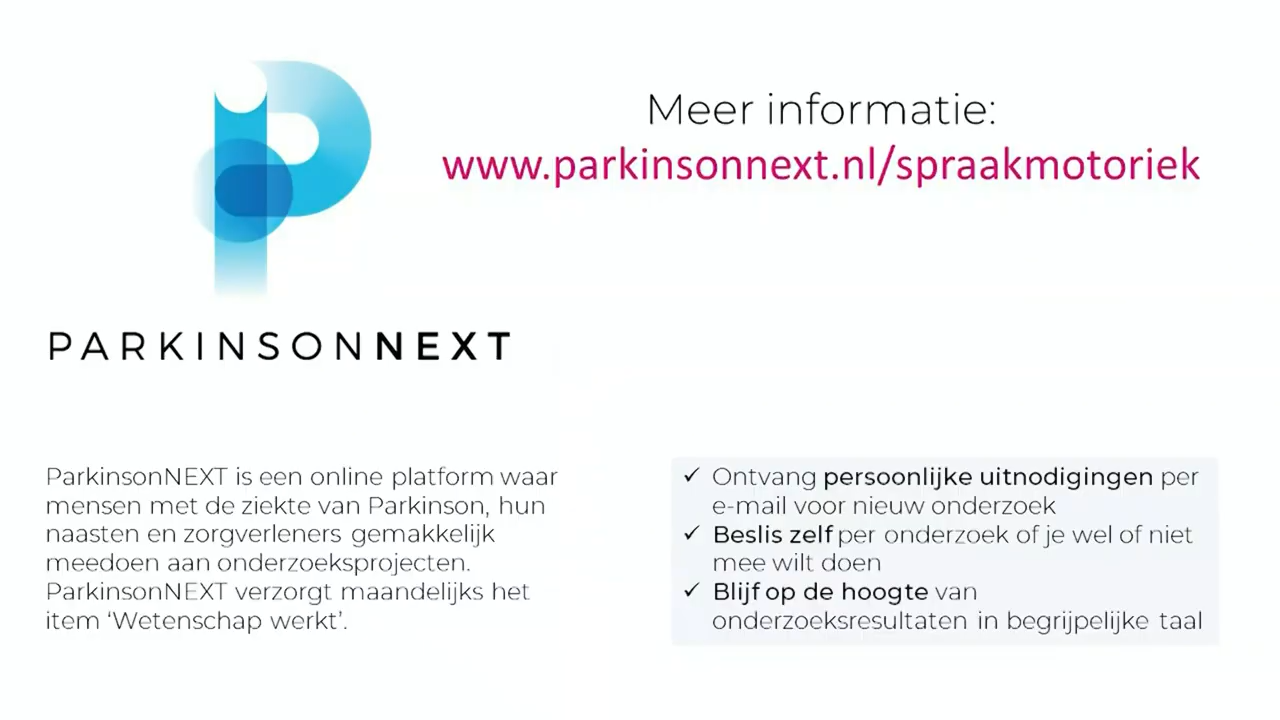 Meer informatie:
www.parkinsonnext.nl/spraakmotoriek
PARKINSONNEXT
ParkinsonNEXT is een online platform waar
mensen met de ziekte van Parkinson, hun
naasten en zorgverleners gemakkelijk
meedoen aan onderzoeksprojecten.
ParkinsonNEXT verzorgt maandelijks het
item ‘Wetenschap werkt’.
✓ Ontvang persoonlijke uitnodigingen per
e-mail voor nieuw onderzoek
✓ Beslis zelf per onderzoek of je wel of niet
mee wilt doen
✓ Blijf op de hoogte van
onderzoeksresultaten in begrijpelijke taal